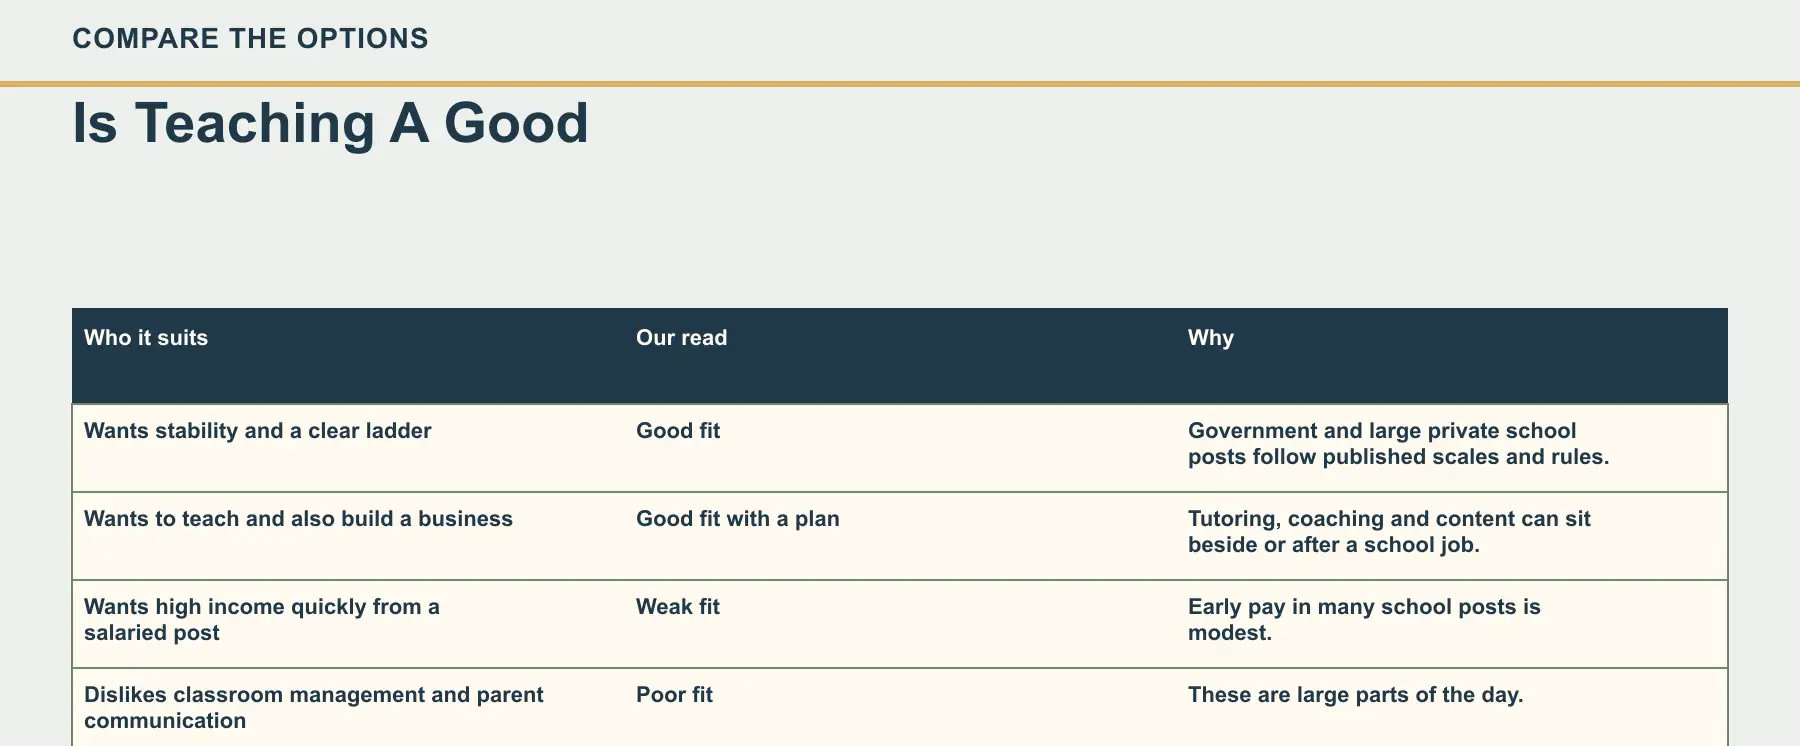 COMPARE THE OPTIONS
Is Teaching A Good
Who it suits
Our read
Why
Wants stability and a clear ladder
Good fit
Government and large private school
posts follow published scales and rules.
Wants to teach and also build a business
Good fit with a plan
Tutoring, coaching and content can sit
beside or after a school job.
Wants high income quickly from a
salaried post
Weak fit
Early pay in many school posts is
modest.
Dislikes classroom management and parent
communication
Poor fit
These are large parts of the day.